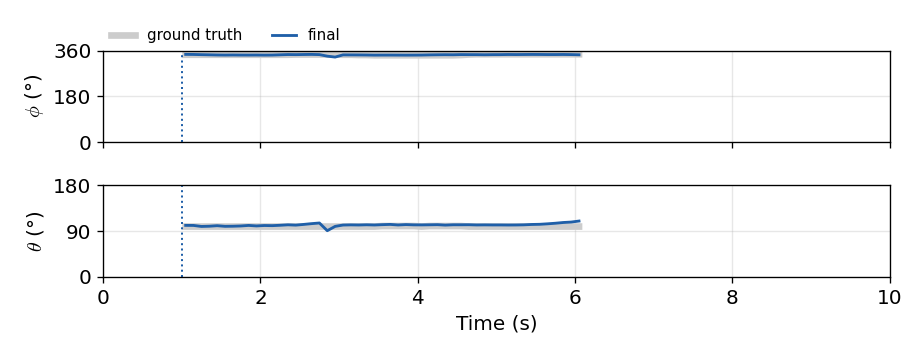 ground truth
final
360
180
0
ϕ (°)
180
90
0
θ (°)
0 2 4 6 8 10
Time (s)